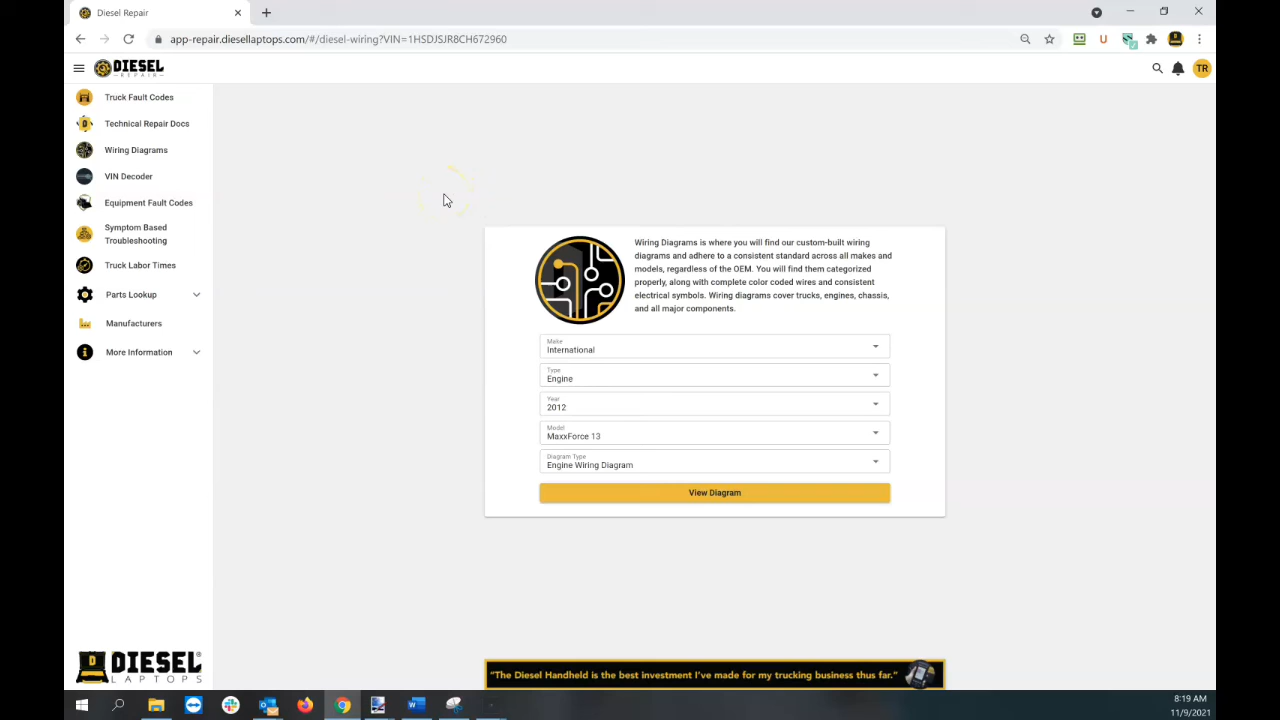 Diesel Repair
app-repair.diesellaptops.com/#/diesel-wiring?VIN=1HSDJSJR8CH672960
DIESEL
REPAIR
TR
Truck Fault Codes
Technical Repair Docs
Wiring Diagrams
VIN Decoder
Equipment Fault Codes
Symptom Based
Troubleshooting
Truck Labor Times
Parts Lookup
Manufacturers
More Information
Wiring Diagrams is where you will find our custom-built wiring
diagrams and adhere to a consistent standard across all makes and
models, regardless of the OEM. You will find them categorized
properly, along with complete color coded wires and consistent
electrical symbols. Wiring diagrams cover trucks, engines, chassis,
and all major components.
Make
International
Type
Engine
Year
2012
Model
MaxxForce 13
Diagram Type
Engine Wiring Diagram
View Diagram
D DIESEL
LAPTOPS
"The Diesel Handheld is the best investment I've made for my trucking business thus far."
8:19 AM
11/9/2021